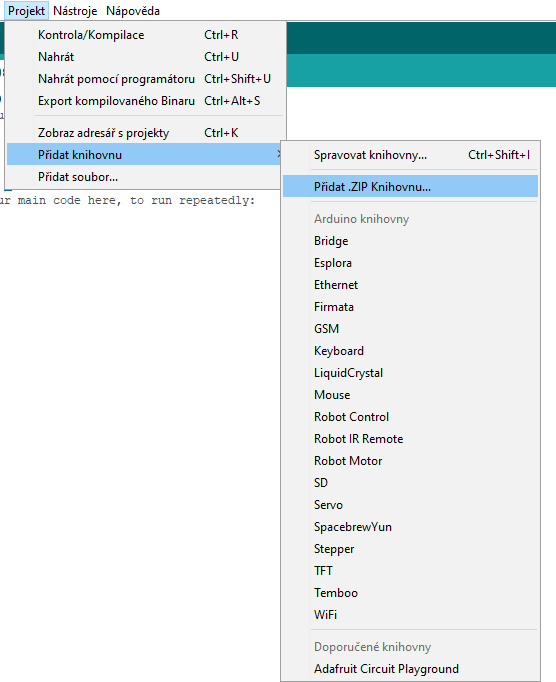 Projekt Nástroje Nápověda
Kontrola/Kompilace Ctrl+R
Nahrát Ctrl+U
Nahrát pomocí programátoru Ctrl+Shift+U
Export kompilovaného Binaru Ctrl+Alt+S
Zobraz adresář s projekty Ctrl+K
Přidat knihovnu
Přidat soubor...
ur main code here, to run repeatedly:
Spravovat knihovny... Ctrl+Shift+I
Přidat .ZIP Knihovnu...
Arduino knihovny
Bridge
Esplora
Ethernet
Firmata
GSM
Keyboard
LiquidCrystal
Mouse
Robot Control
Robot IR Remote
Robot Motor
SD
Servo
SpacebrewYun
Stepper
TFT
Temboo
WiFi
Doporučené knihovny
Adafruit Circuit Playground